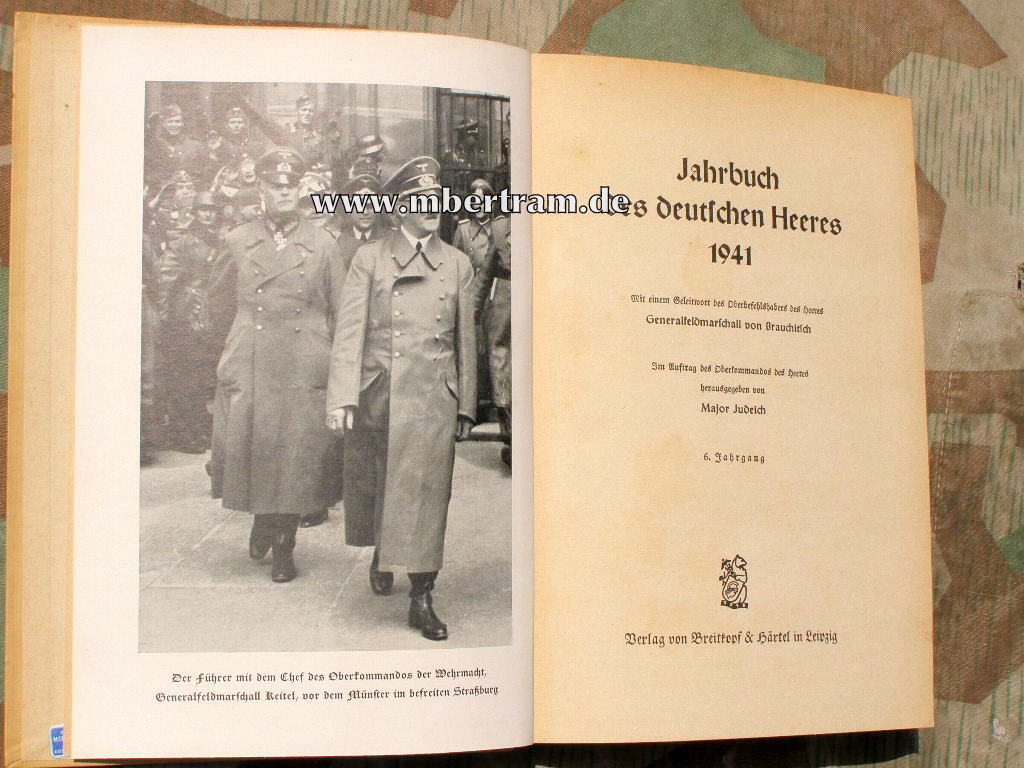 www.mbertram.de
Der Führer mit dem Chef des Oberkommandos der Wehrmacht,
Generalfeldmarschall Keitel, vor dem Münster im befreiten Straßburg
Jahrbuch
des deutschen Heeres
1941
Mit einem Geleitwort des Oberbefehlshabers des Heeres
Generalfeldmarschall von Brauchitsch
Im Auftrag des Oberkommandos des Heeres
herausgegeben von
Major Judeich
6. Jahrgang
Verlag von Breitkopf & Härtel in Leipzig